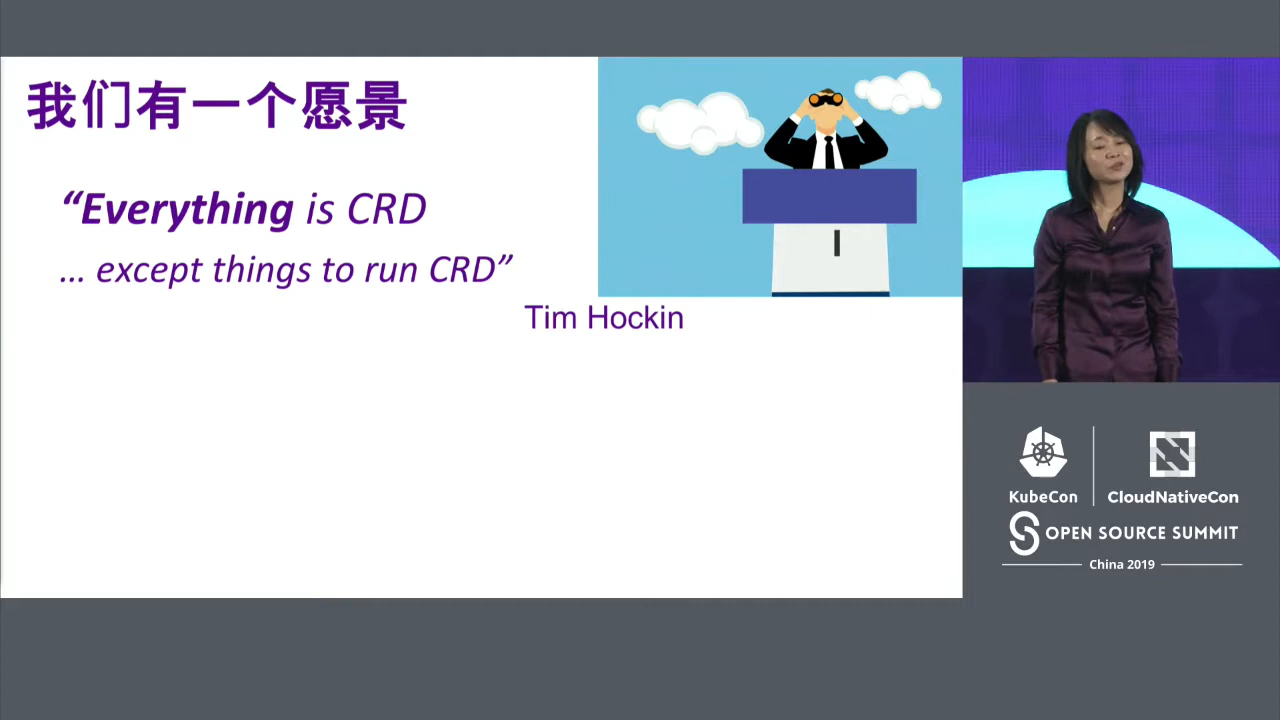 我们有一个愿景
“Everything is CRD
... except things to run CRD”
Tim Hockin
KubeCon
CloudNativeCon
OPEN SOURCE SUMMIT
China 2019